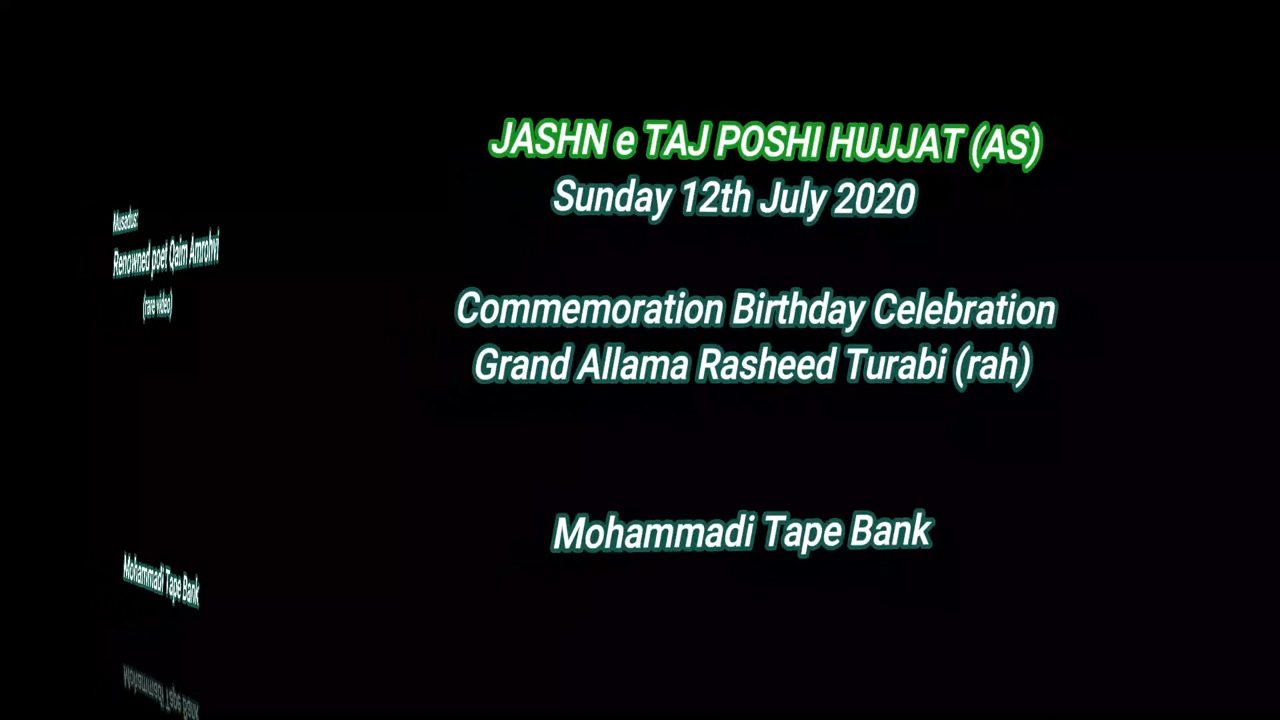 JASHN e TAJ POSHI HUJJAT (AS)
Sunday 12th July 2020
Commemoration Birthday Celebration
Grand Allama Rasheed Turabi (rah)
Mohammadi Tape Bank
Musadus:
Renowned poet Qaim Amrohvi
(rare video)
Mohammadi Tape Bank